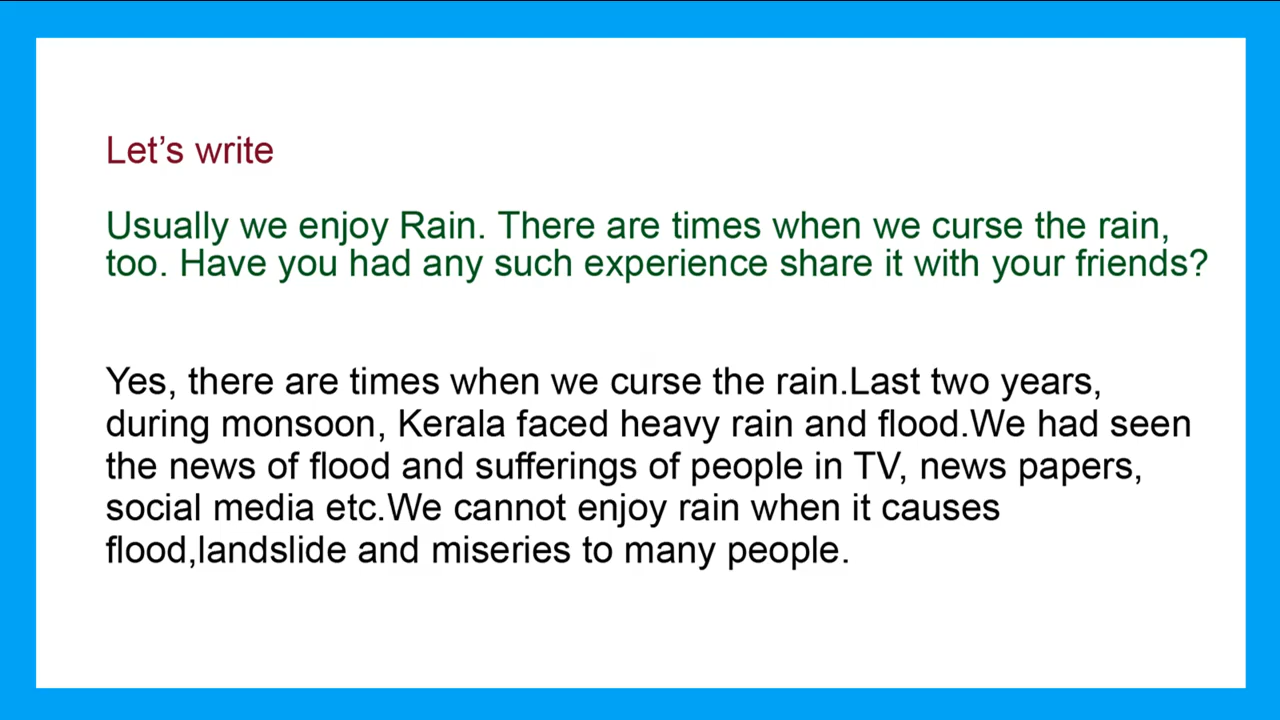 Let’s write
Usually we enjoy Rain. There are times when we curse the rain,
too. Have you had any such experience share it with your friends?
Yes, there are times when we curse the rain.Last two years,
during monsoon, Kerala faced heavy rain and flood.We had seen
the news of flood and sufferings of people in TV, news papers,
social media etc.We cannot enjoy rain when it causes
flood,landslide and miseries to many people.